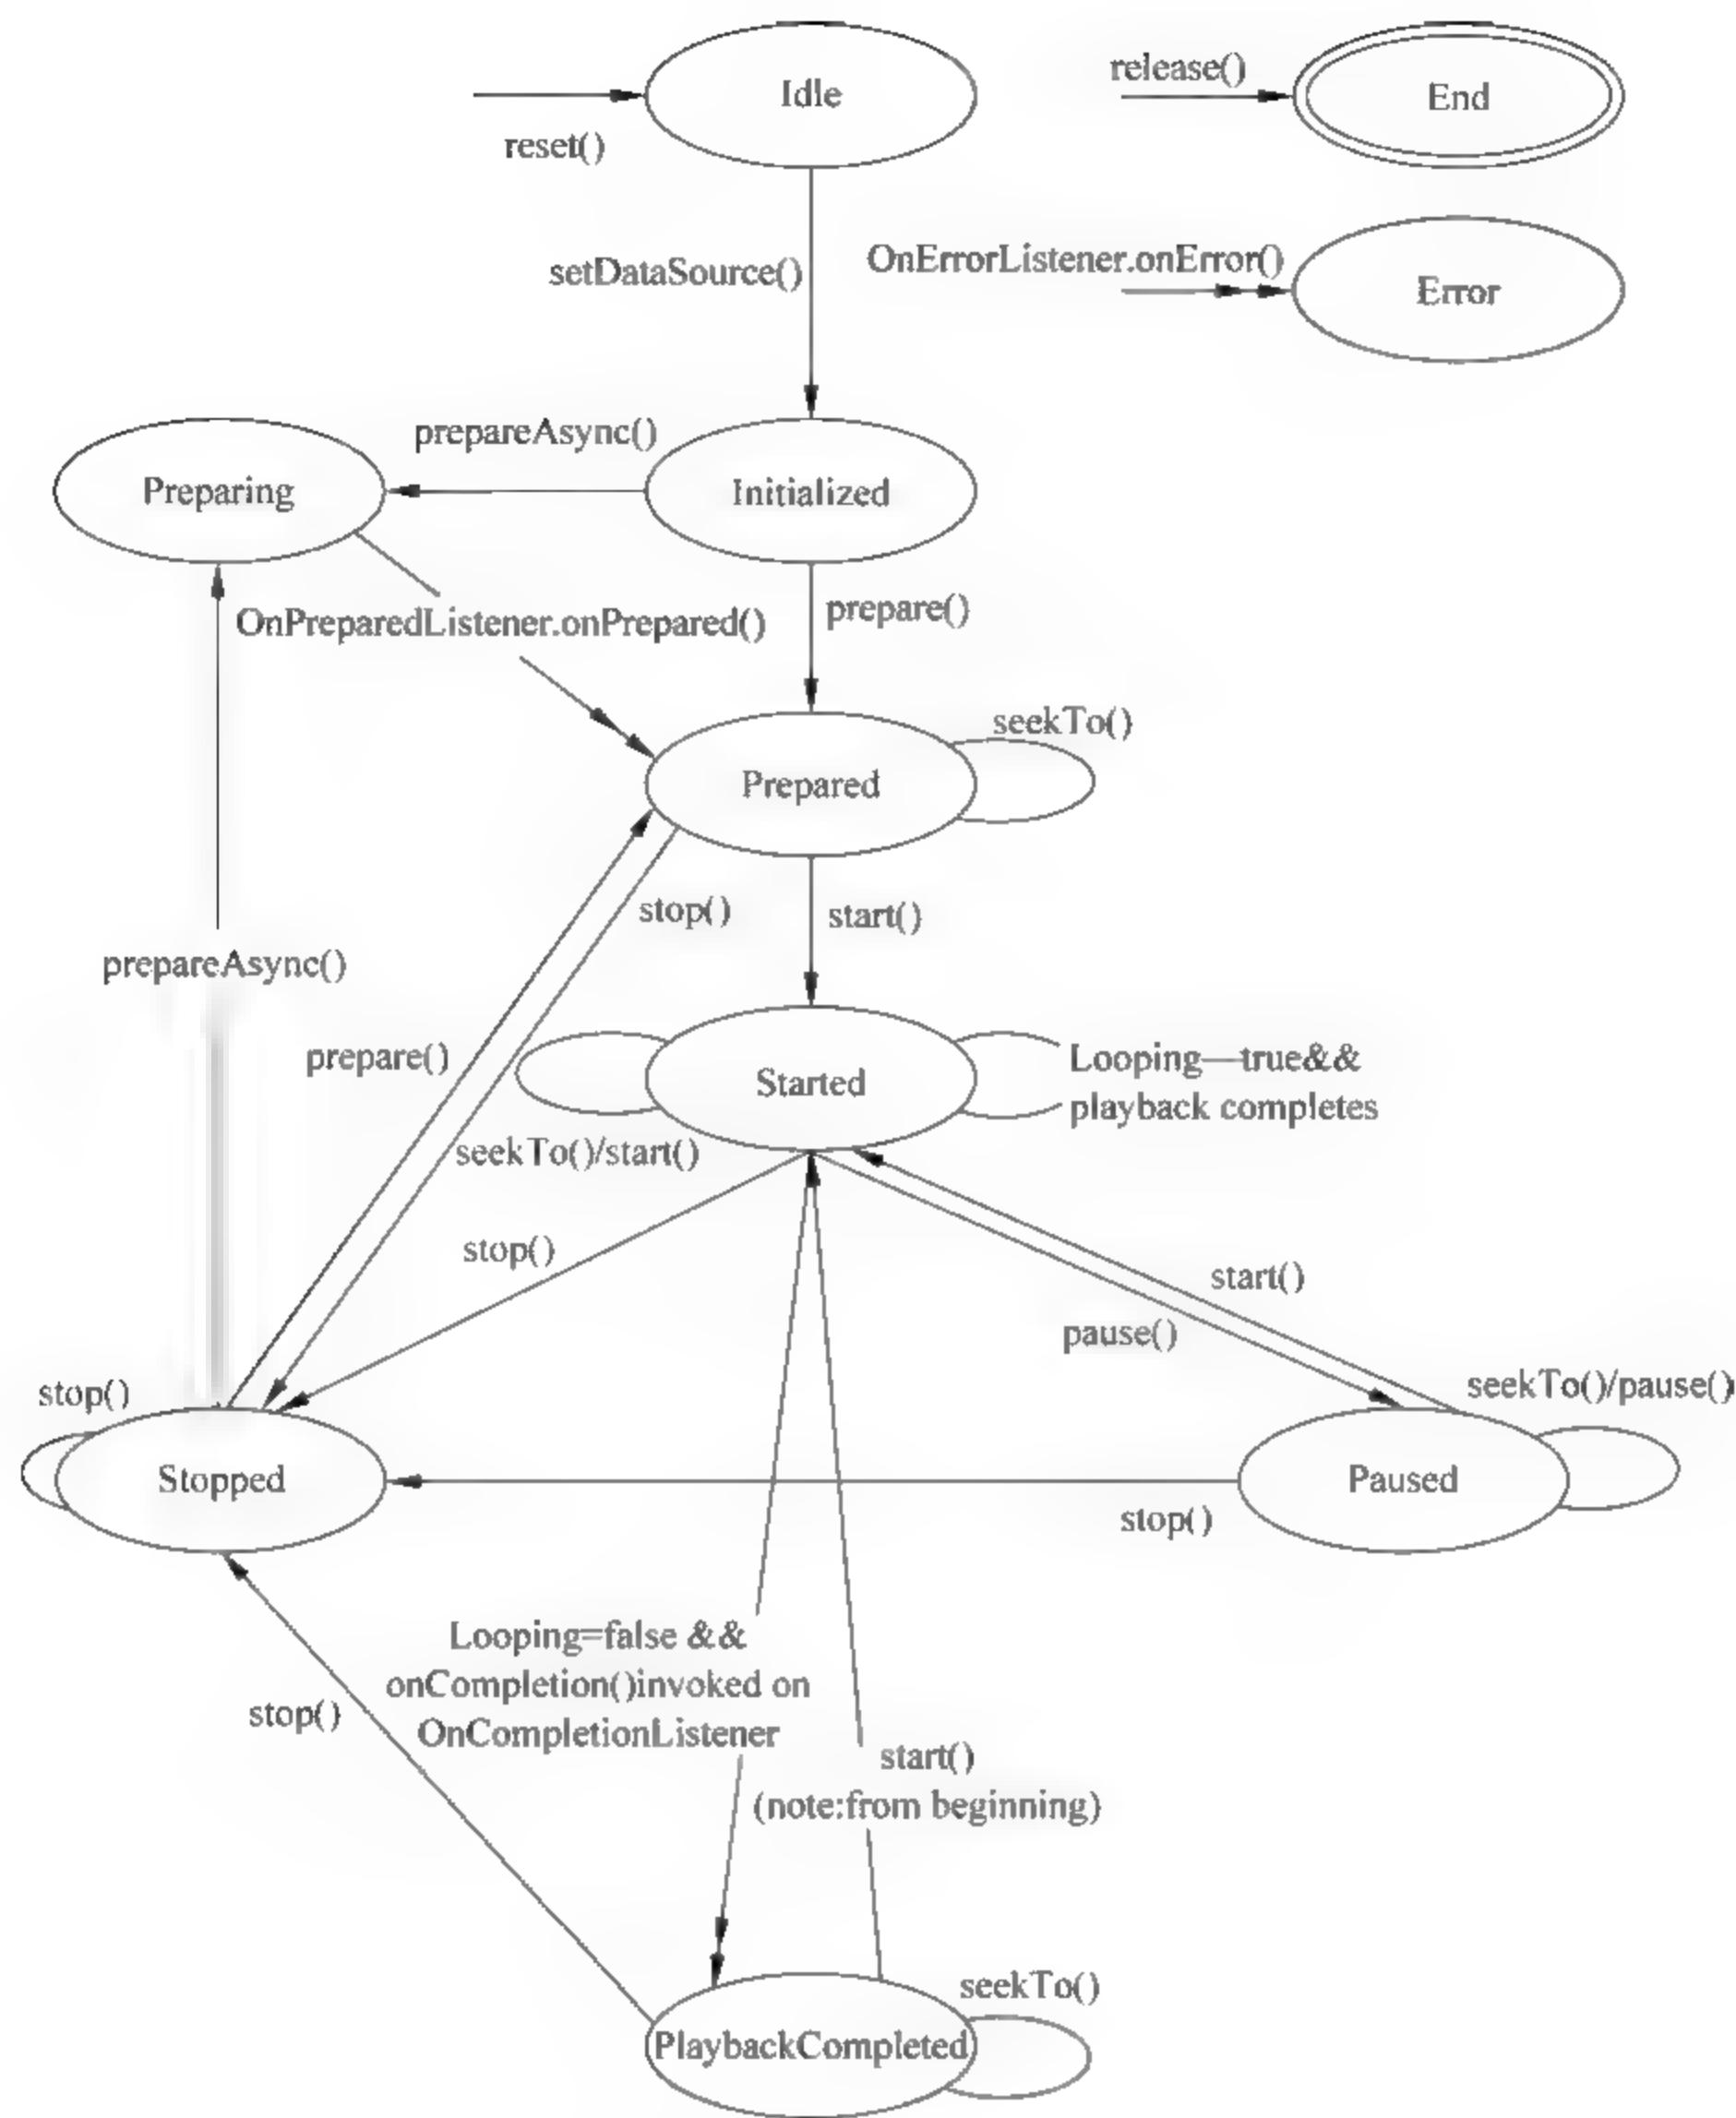 Idle
release()
End
reset()
setDataSource()
OnErrorListener.onError()
Error
prepareAsync()
Preparing
Initialized
OnPreparedListener.onPrepared()
prepare()
seekTo()
Prepared
stop()
start()
prepareAsync()
prepare()
Started
Looping—true&&
playback completes
seekTo()/start()
stop()
start()
pause()
stop()
seekTo()/pause()
Stopped
Paused
stop()
Looping=false &&
onCompletion()invoked on
OnCompletionListener
stop()
start()
(note:from beginning)
seekTo()
PlaybackCompleted